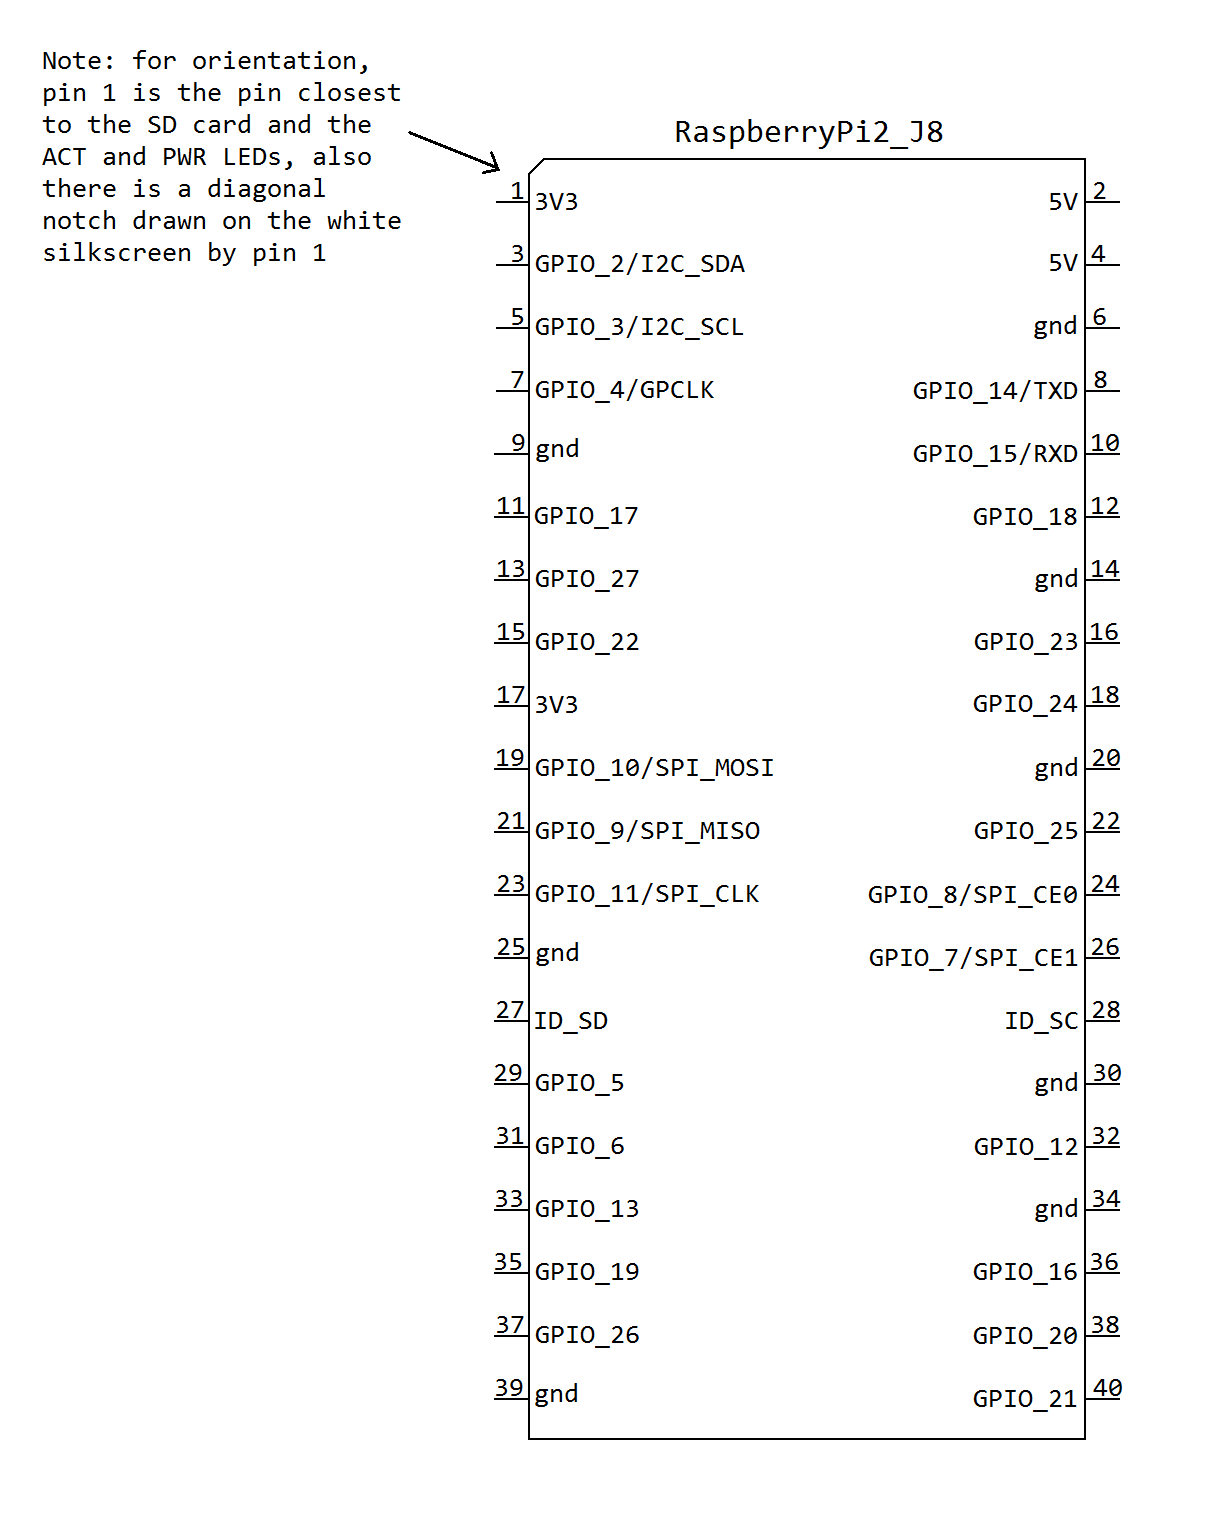 Note: for orientation,
pin 1 is the pin closest
to the SD card and the
ACT and PWR LEDs, also
there is a diagonal
notch drawn on the white
silkscreen by pin 1
RaspberryPi2_J8
1 3V3 5V 2
3 GPIO_2/I2C_SDA 5V 4
5 GPIO_3/I2C_SCL gnd 6
7 GPIO_4/GPCLK GPIO_14/TXD 8
9 gnd GPIO_15/RXD 10
11 GPIO_17 GPIO_18 12
13 GPIO_27 gnd 14
15 GPIO_22 GPIO_23 16
17 3V3 GPIO_24 18
19 GPIO_10/SPI_MOSI gnd 20
21 GPIO_9/SPI_MISO GPIO_25 22
23 GPIO_11/SPI_CLK GPIO_8/SPI_CE0 24
25 gnd GPIO_7/SPI_CE1 26
27 ID_SD ID_SC 28
29 GPIO_5 gnd 30
31 GPIO_6 GPIO_12 32
33 GPIO_13 gnd 34
35 GPIO_19 GPIO_16 36
37 GPIO_26 GPIO_20 38
39 gnd GPIO_21 40